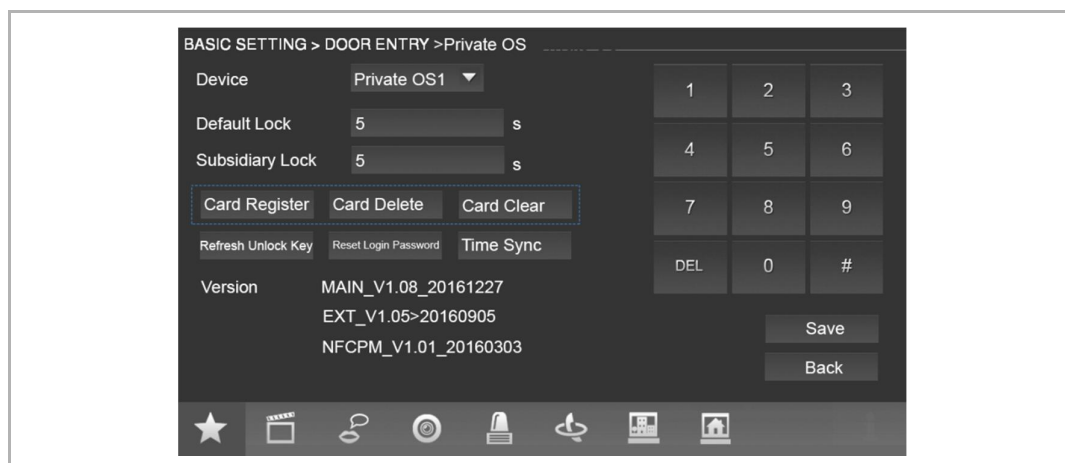 BASIC SETTING > DOOR ENTRY >Private OS
Device Private OS1
Default Lock 5 s
Subsidiary Lock 5 s
Card Register Card Delete Card Clear
Refresh Unlock Key Reset Login Password Time Sync
Version MAIN_V1.08_20161227
EXT_V1.05>20160905
NFCPM_V1.01_20160303
1 2 3
4 5 6
7 8 9
DEL 0 #
Save
Back